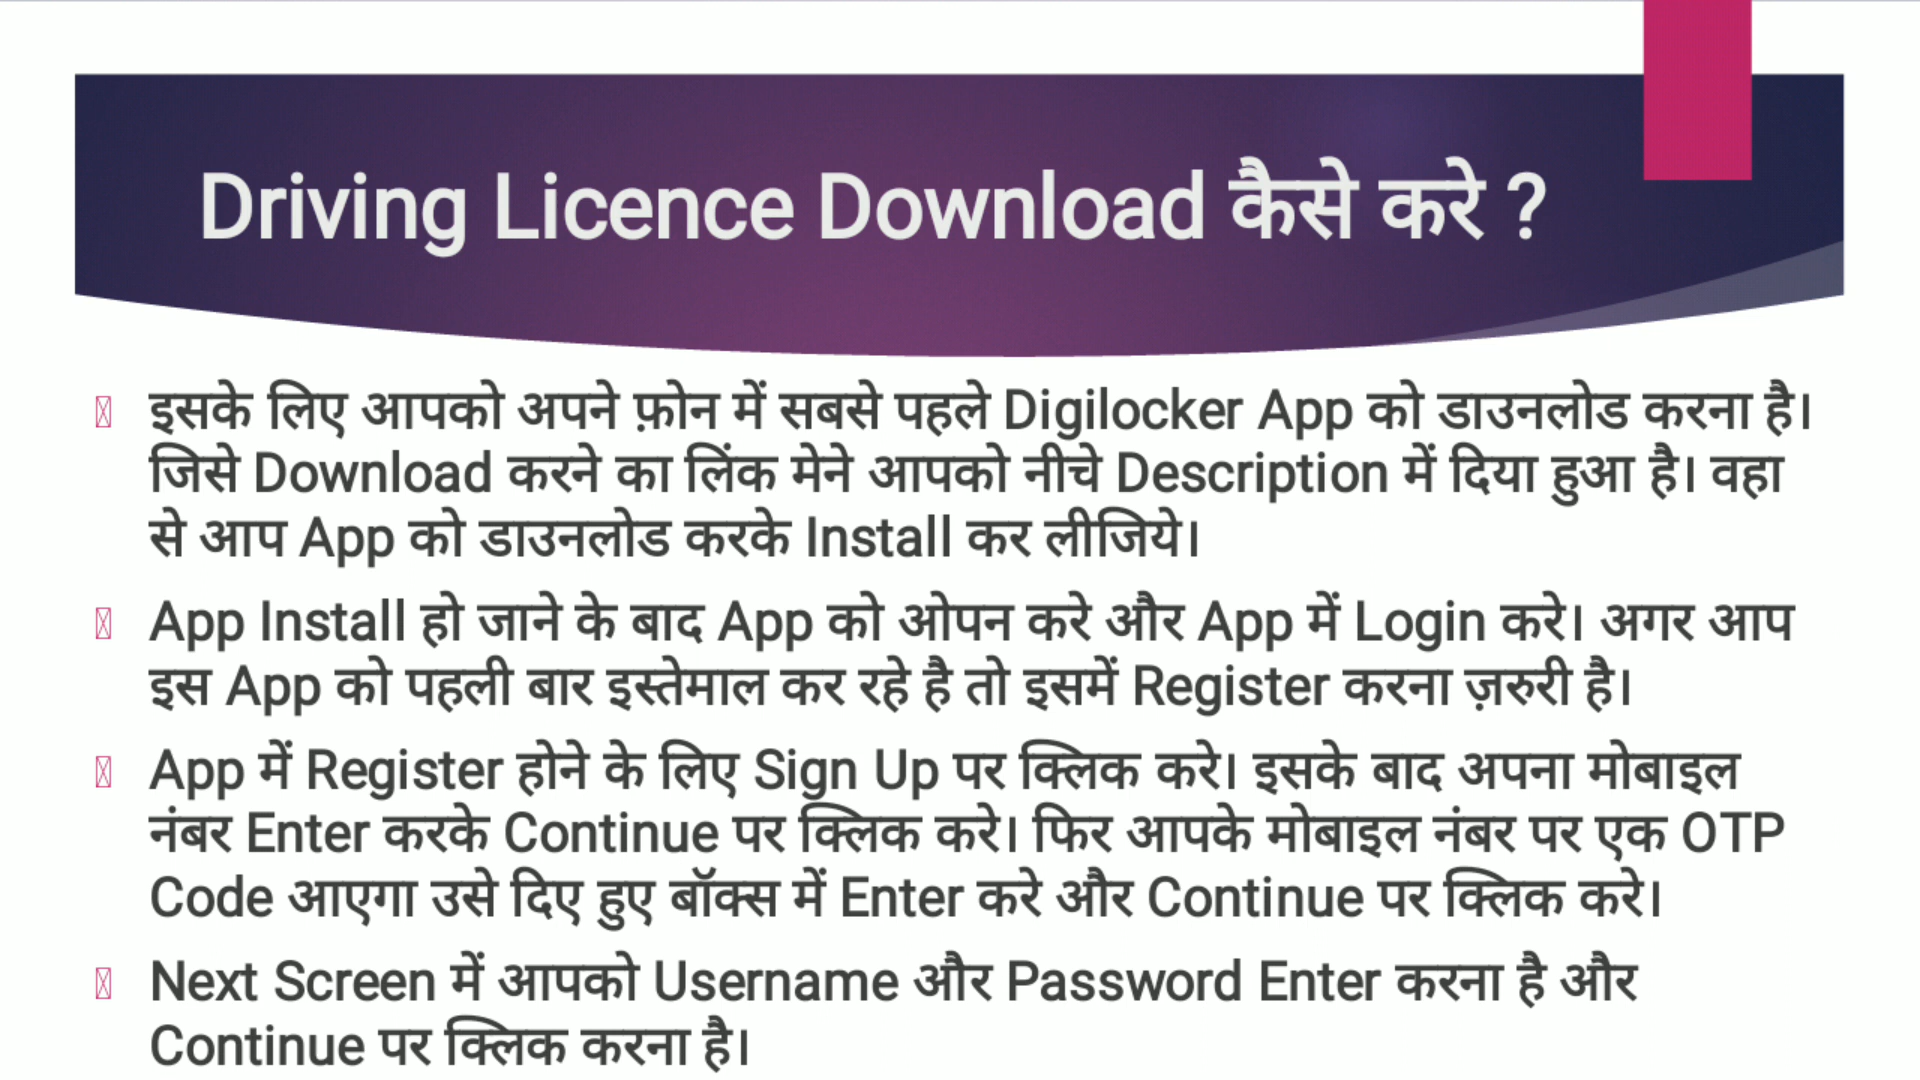 Driving Licence Download कैसे करे ?
इसके लिए आपको अपने फ़ोन में सबसे पहले Digilocker App को डाउनलोड करना है।
जिसे Download करने का लिंक मेने आपको नीचे Description में दिया हुआ है। वहा
से आप App को डाउनलोड करके Install कर लीजिये।
App Install हो जाने के बाद App को ओपन करे और App में Login करे। अगर आप
इस App को पहली बार इस्तेमाल कर रहे है तो इसमें Register करना ज़रुरी है।
App में Register होने के लिए Sign Up पर क्लिक करे। इसके बाद अपना मोबाइल
नंबर Enter करके Continue पर क्लिक करे। फिर आपके मोबाइल नंबर पर एक OTP
Code आएगा उसे दिए हुए बॉक्स में Enter करे और Continue पर क्लिक करे।
Next Screen में आपको Username और Password Enter करना है और
Continue पर क्लिक करना है।